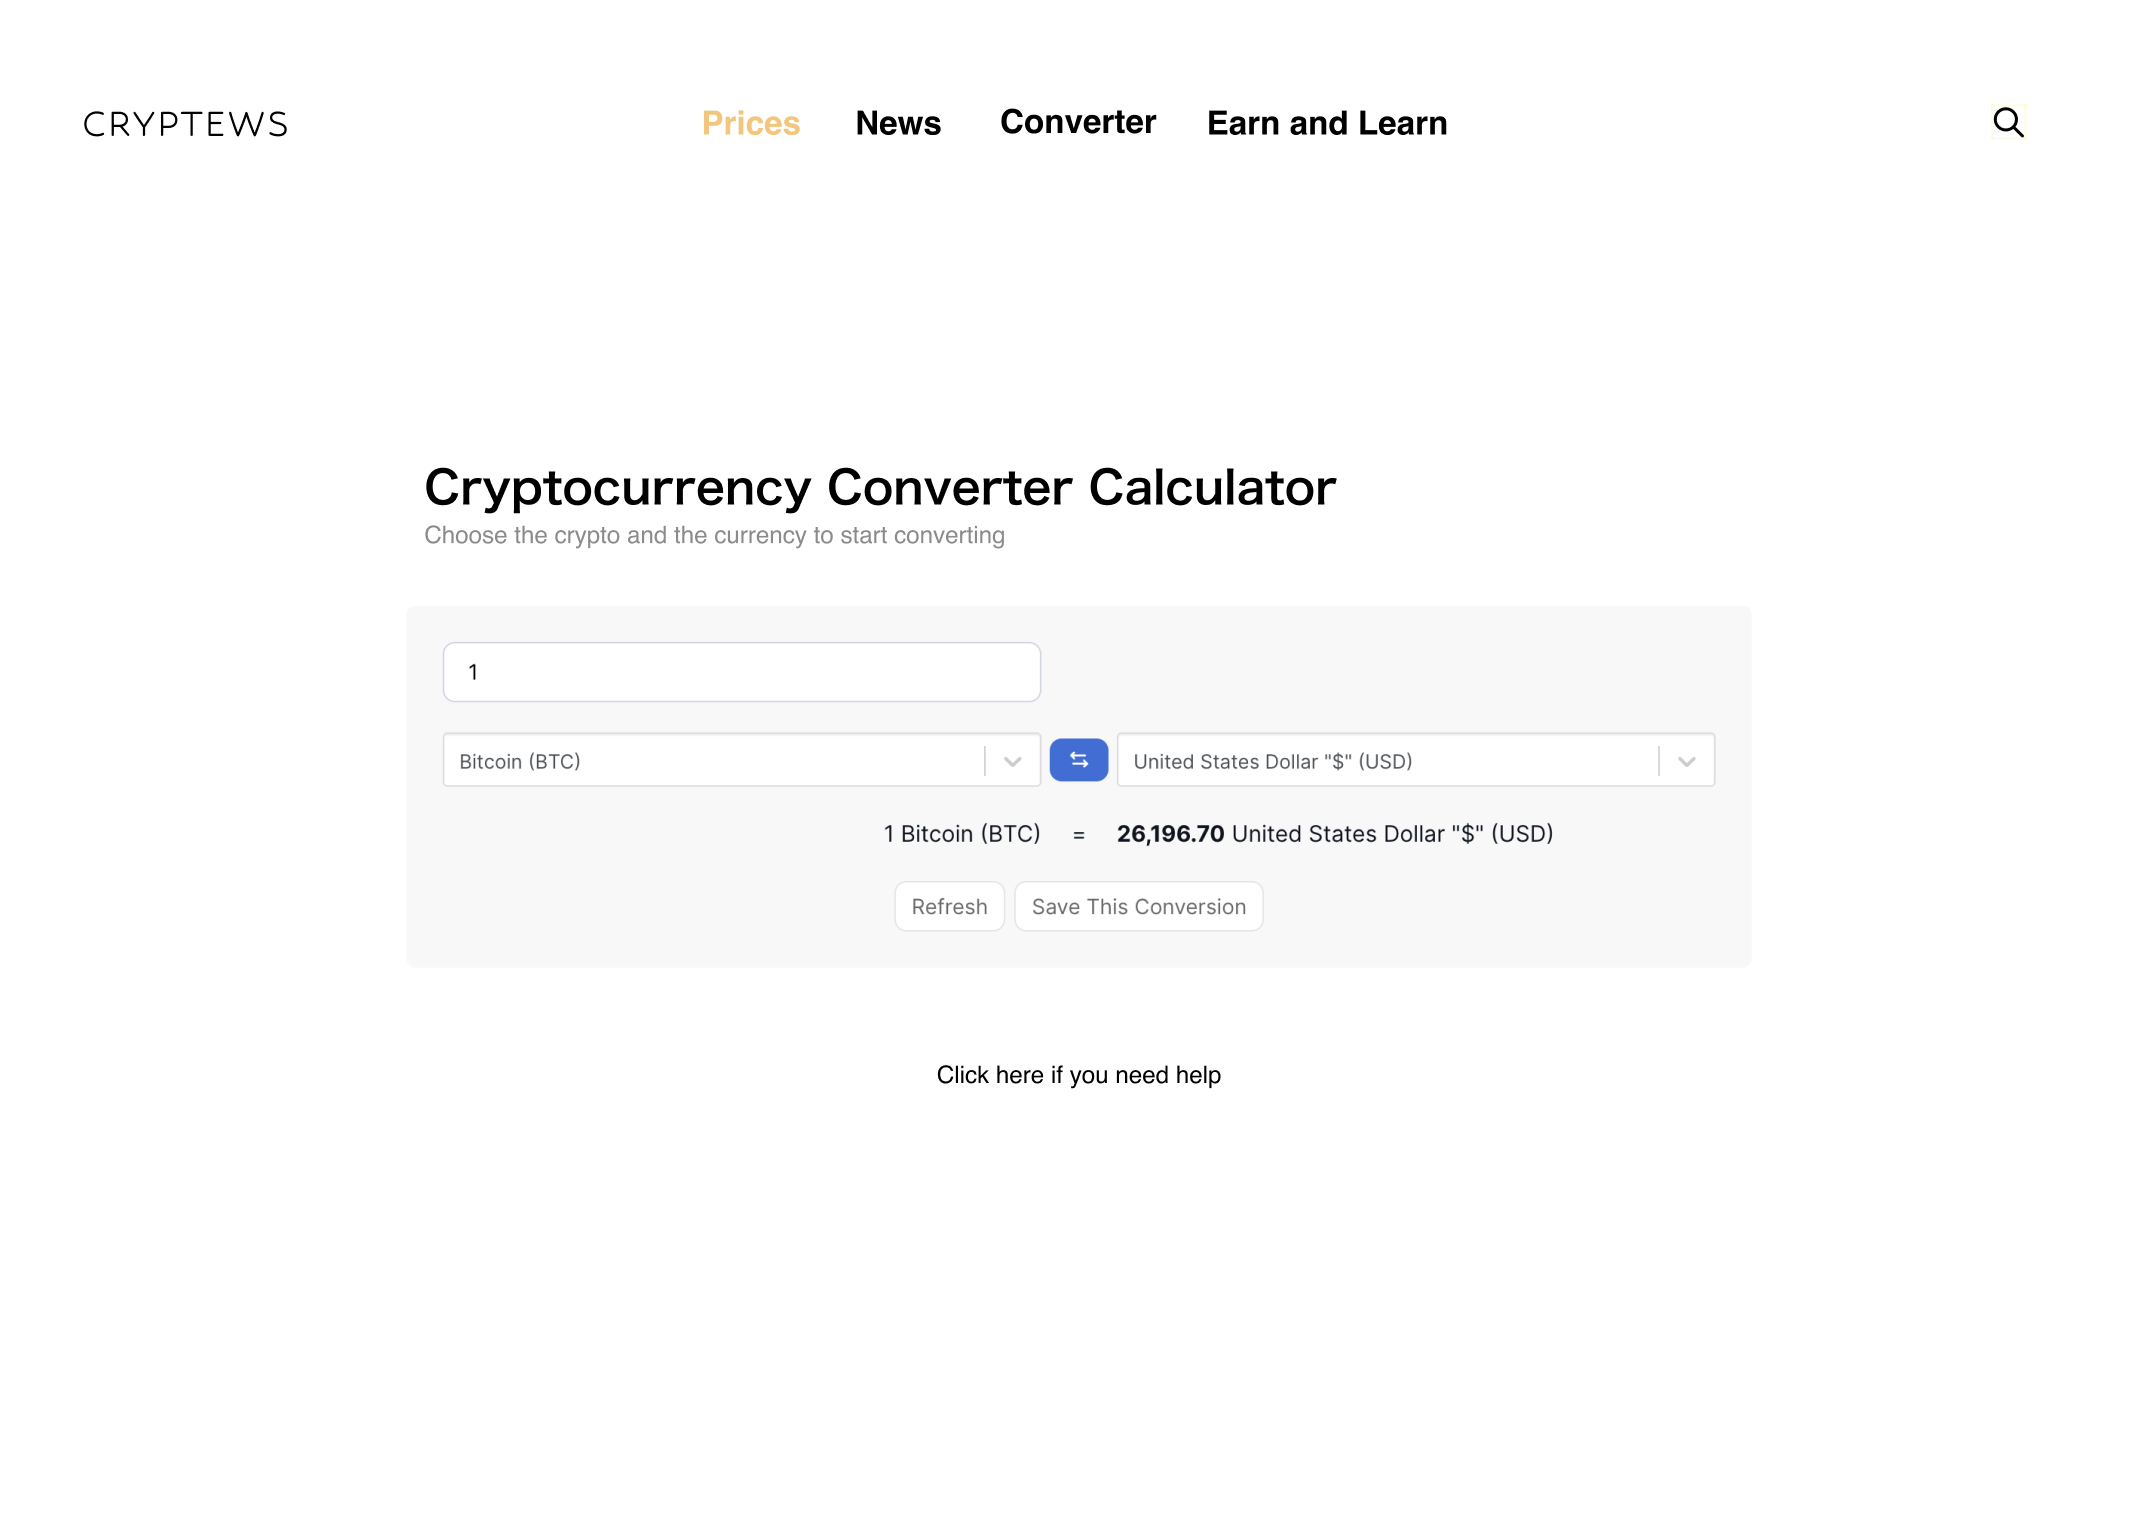 CRYPTEWS
Prices News Converter Earn and Learn
Cryptocurrency Converter Calculator
Choose the crypto and the currency to start converting
1
Bitcoin (BTC) United States Dollar "$" (USD)
1 Bitcoin (BTC) = 26,196.70 United States Dollar "$" (USD)
Refresh Save This Conversion
Click here if you need help